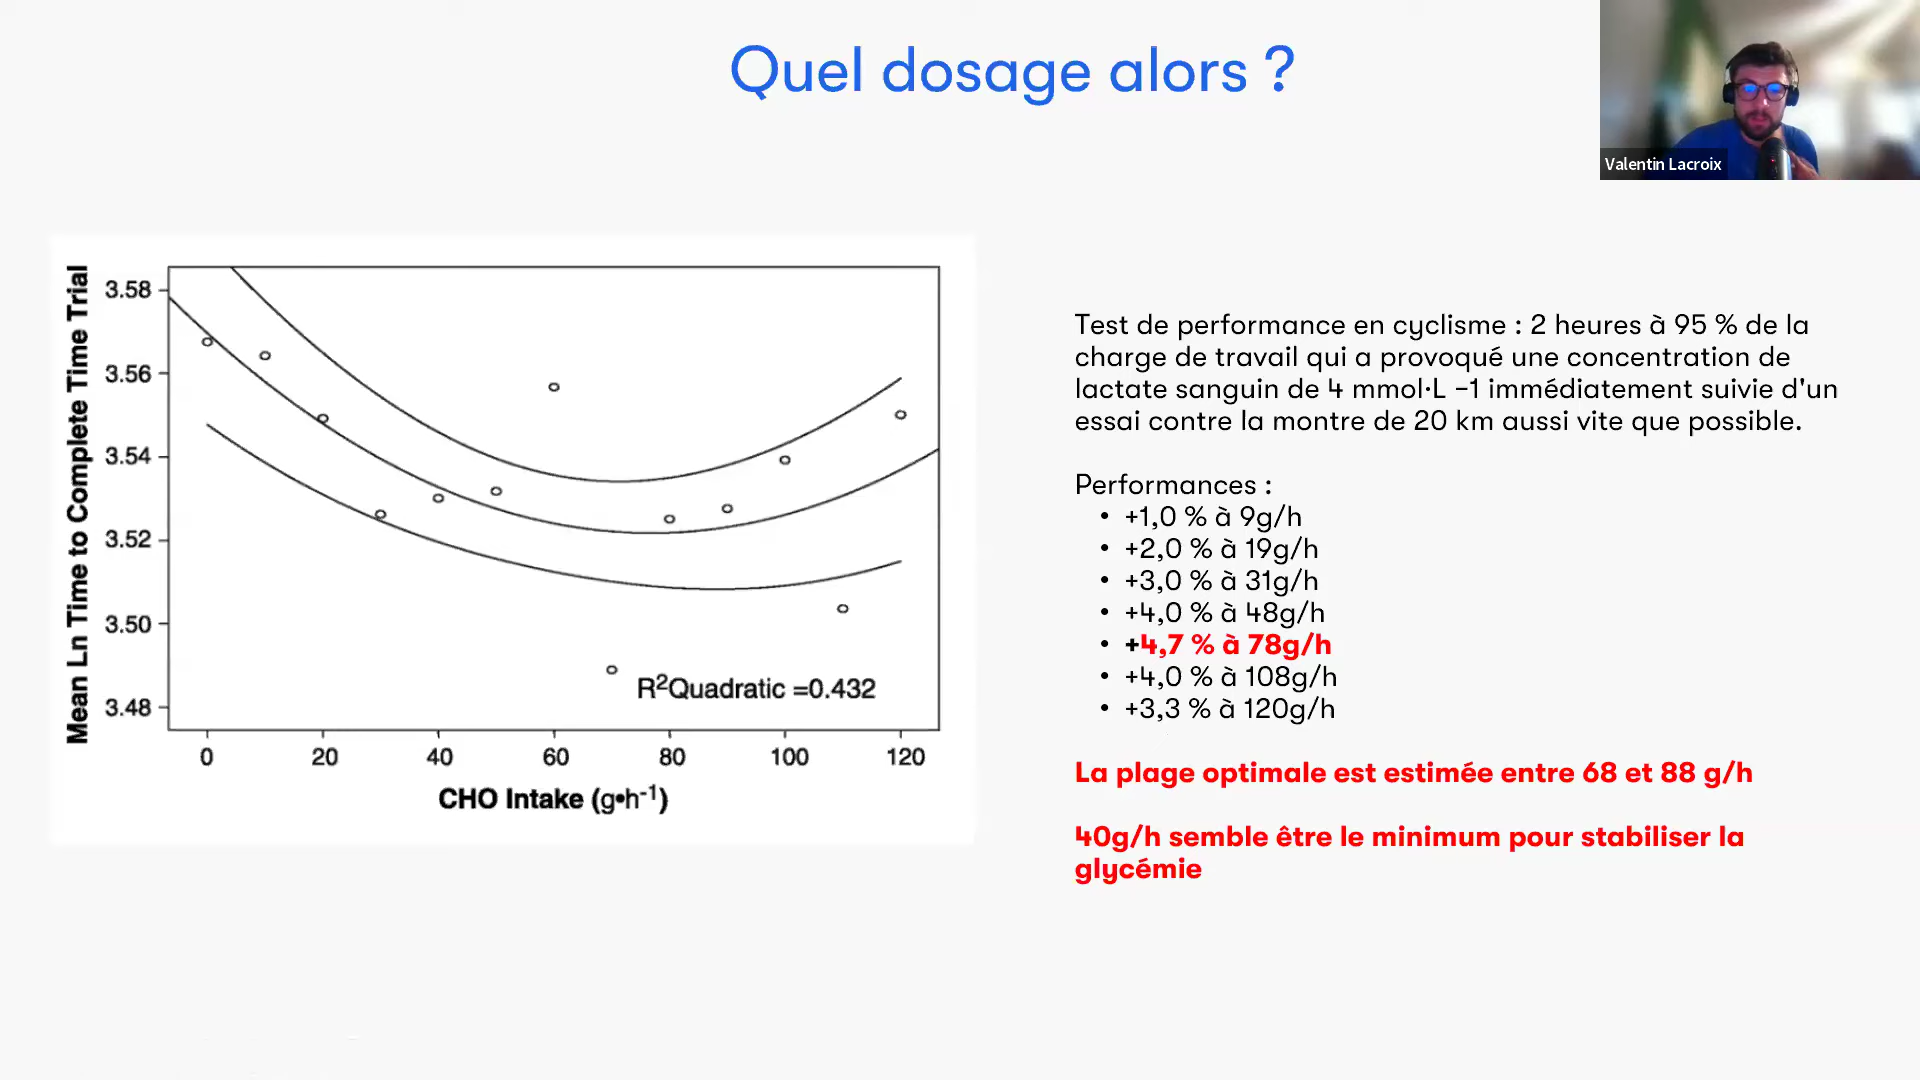 Quel dosage alors ?
Valentin Lacroix
Mean Ln Time to Complete Time Trial
3.58
3.56
3.54
3.52
3.50
3.48
R²Quadratic =0.432
0 20 40 60 80 100 120
CHO Intake (g•h⁻¹)
Test de performance en cyclisme : 2 heures à 95 % de la
charge de travail qui a provoqué une concentration de
lactate sanguin de 4 mmol·L −1 immédiatement suivie d'un
essai contre la montre de 20 km aussi vite que possible.
Performances :
• +1,0 % à 9g/h
• +2,0 % à 19g/h
• +3,0 % à 31g/h
• +4,0 % à 48g/h
• +4,7 % à 78g/h
• +4,0 % à 108g/h
• +3,3 % à 120g/h
La plage optimale est estimée entre 68 et 88 g/h
40g/h semble être le minimum pour stabiliser la
glycémie